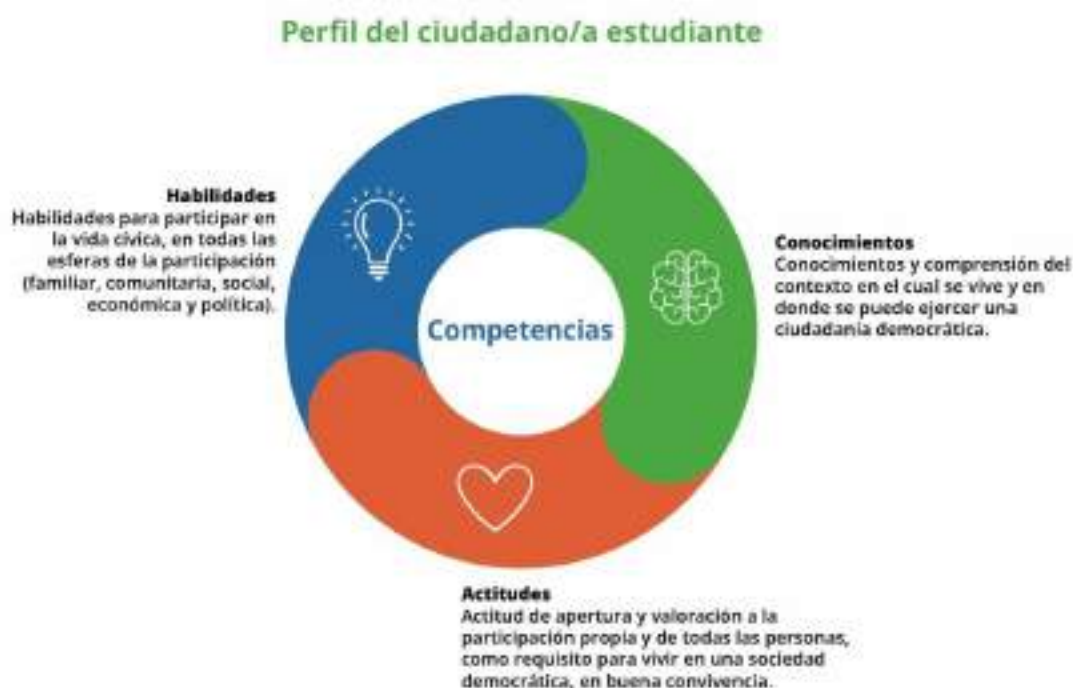 Perfil del ciudadano/a estudiante
Habilidades
Habilidades para participar en
la vida cívica, en todas las
esferas de la participación
(familiar, comunitaria, social,
económica y política).
Conocimientos
Conocimientos y comprensión del
contexto en el cual se vive y en
donde se puede ejercer una
ciudadanía democrática.
Competencias
Actitudes
Actitud de apertura y valoración a la
participación propia y de todas las personas,
como requisito para vivir en una sociedad
democrática, en buena convivencia.